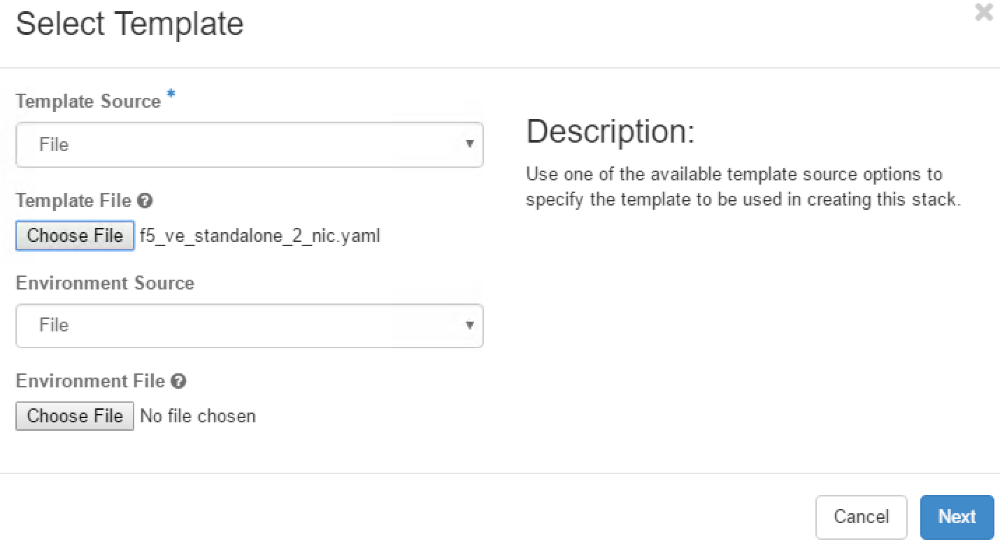 Select Template
Template Source *
File
Template File
Choose File f5_ve_standalone_2_nic.yaml
Environment Source
File
Environment File
Choose File No file chosen
Description:
Use one of the available template source options to
specify the template to be used in creating this stack.
Cancel
Next